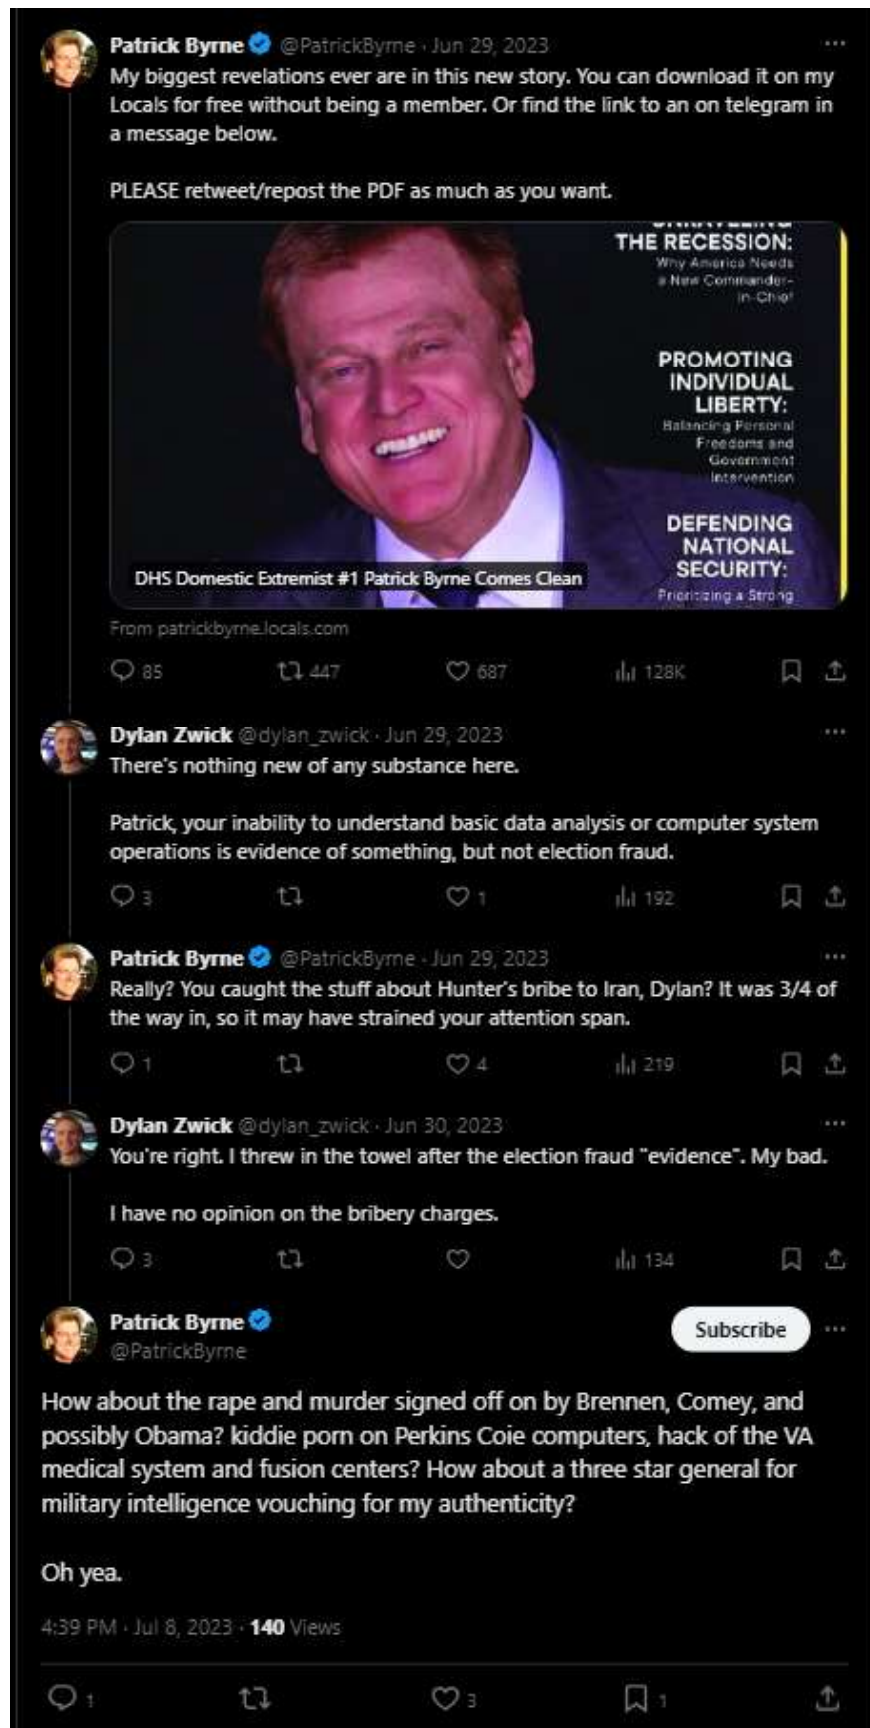 Patrick Byrne @PatrickByrne · Jun 29, 2023
My biggest revelations ever are in this new story. You can download it on my
Locals for free without being a member. Or find the link to an on telegram in
a message below.
PLEASE retweet/repost the PDF as much as you want.
THE RECESSION:
Why America Needs
a New Commander-
in-Chief
PROMOTING
INDIVIDUAL
LIBERTY:
Balancing Personal
Freedoms and
Government
Intervention
DEFENDING
NATIONAL
SECURITY:
Prioritizing a Strong
DHS Domestic Extremist #1 Patrick Byrne Comes Clean
From patrickbyrne.locals.com
85 447 687 128K
Dylan Zwick @dylan_zwick · Jun 29, 2023
There's nothing new of any substance here.
Patrick, your inability to understand basic data analysis or computer system
operations is evidence of something, but not election fraud.
3 1 192
Patrick Byrne @PatrickByrne · Jun 29, 2023
Really? You caught the stuff about Hunter's bribe to Iran, Dylan? It was 3/4 of
the way in, so it may have strained your attention span.
1 4 219
Dylan Zwick @dylan_zwick · Jun 30, 2023
You're right. I threw in the towel after the election fraud "evidence". My bad.
I have no opinion on the bribery charges.
3 134
Patrick Byrne
@PatrickByrne
Subscribe
How about the rape and murder signed off on by Brennen, Comey, and
possibly Obama? kiddie porn on Perkins Coie computers, hack of the VA
medical system and fusion centers? How about a three star general for
military intelligence vouching for my authenticity?
Oh yea.
4:39 PM · Jul 8, 2023 · 140 Views
1 3 1